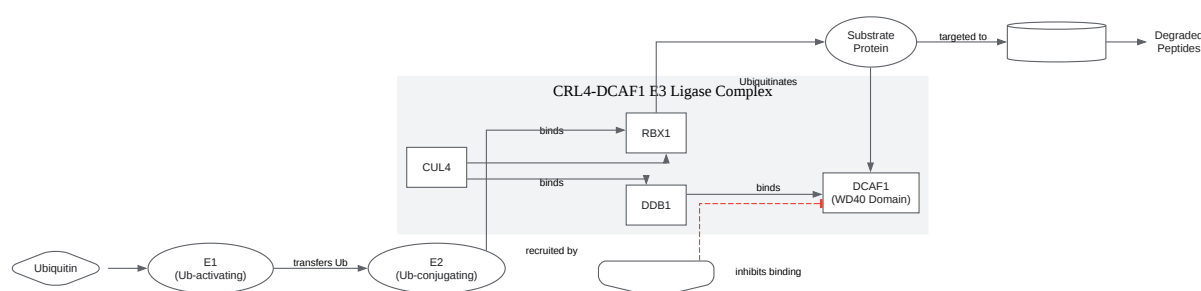 Substrate
Protein
targeted to
Degraded
Peptides
Ubiquitinates
CRL4-DCAF1 E3 Ligase Complex
binds
RBX1
CUL4
binds
DDB1
binds
DCAF1
(WD40 Domain)
Ubiquitin
E1
(Ub-activating)
transfers Ub
E2
(Ub-conjugating)
recruited by
inhibits binding